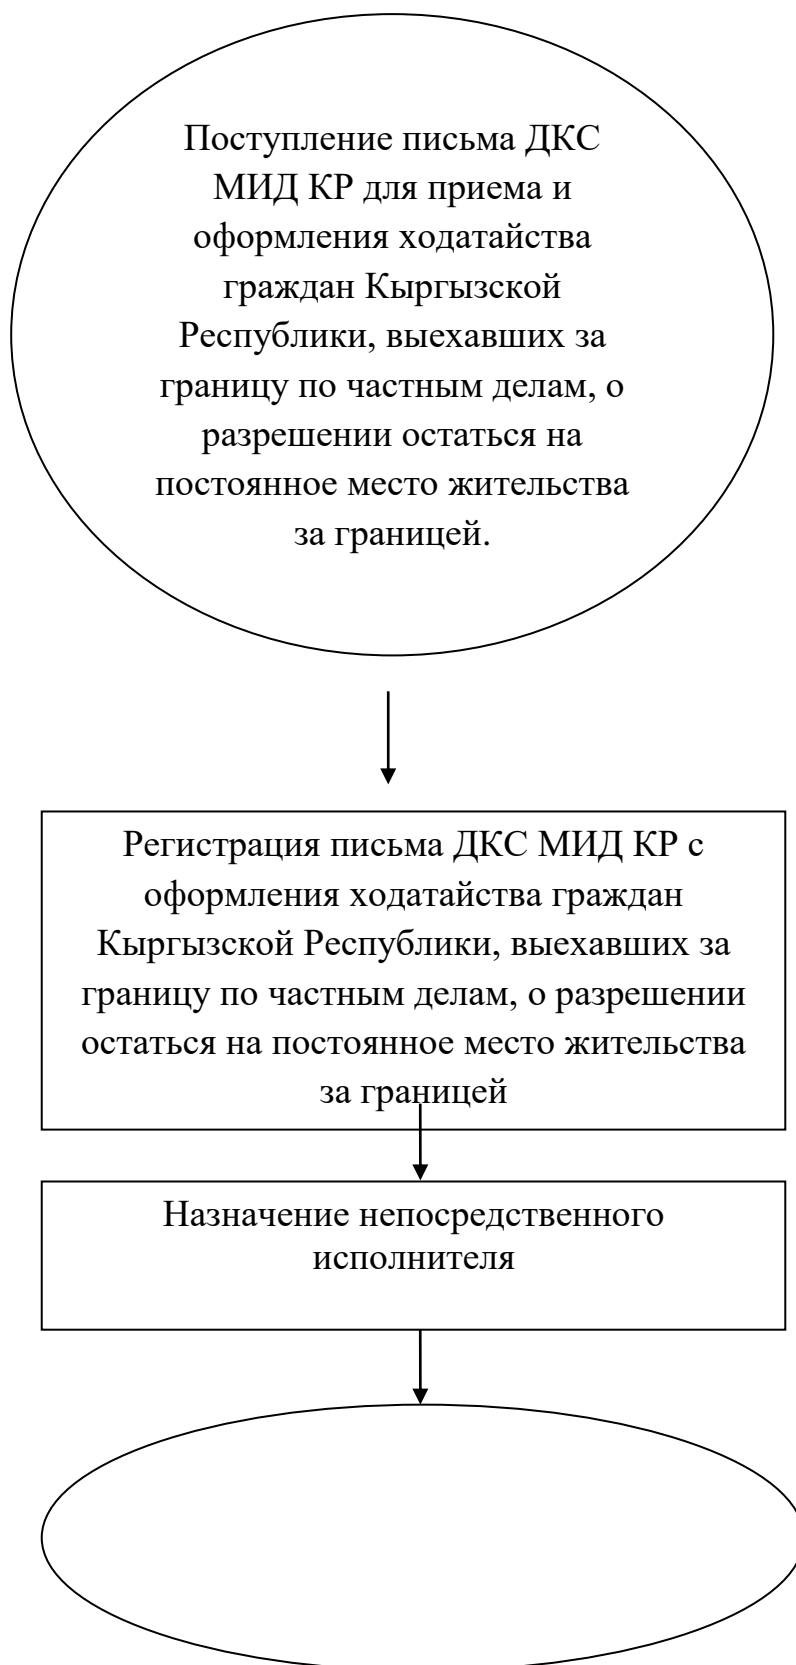 Поступление письма ДКС
МИД КР для приема и
оформления ходатайства
граждан Кыргызской
Республики, выехавших за
границу по частным делам, о
разрешении остаться на
постоянное место жительства
за границей.
Регистрация письма ДКС МИД КР с
оформления ходатайства граждан
Кыргызской Республики, выехавших за
границу по частным делам, о разрешении
остаться на постоянное место жительства
за границей
Назначение непосредственного
исполнителя